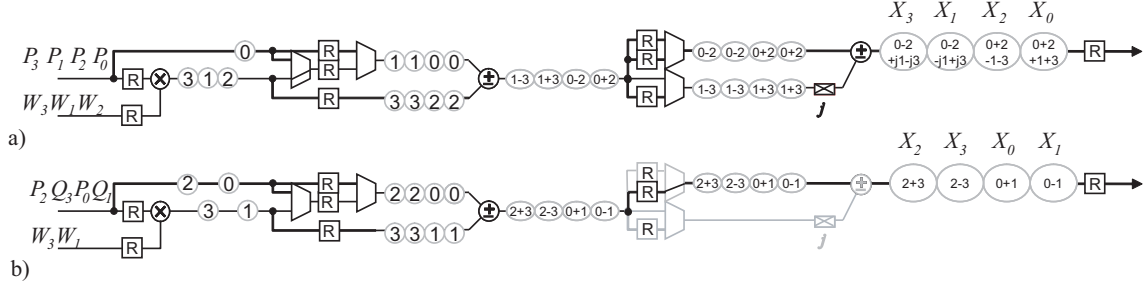 X₃ X₁ X₂ X₀
P₃ P₁ P₂ P₀ 0 R R 1 1 0 0 R R 0-2 0-2 0+2 0+2 ± 0-2 +j1-j3 0-2 -j1+j3 0+2 -1-3 0+2 +1+3 R
R × 3 1 2 ± 1-3 1+3 0-2 0+2
W₃ W₁ W₂ R R 3 3 2 2 R 1-3 1-3 1+3 1+3 j
a)
X₂ X₃ X₀ X₁
P₂ Q₃ P₀ Q₁ 2 0 R R 2 2 0 0 R R 2+3 2-3 0+1 0-1 ± 2+3 2-3 0+1 0-1 R
R × 3 1 ± 2+3 2-3 0+1 0-1
W₃ W₁ R R 3 3 1 1 R j
b)